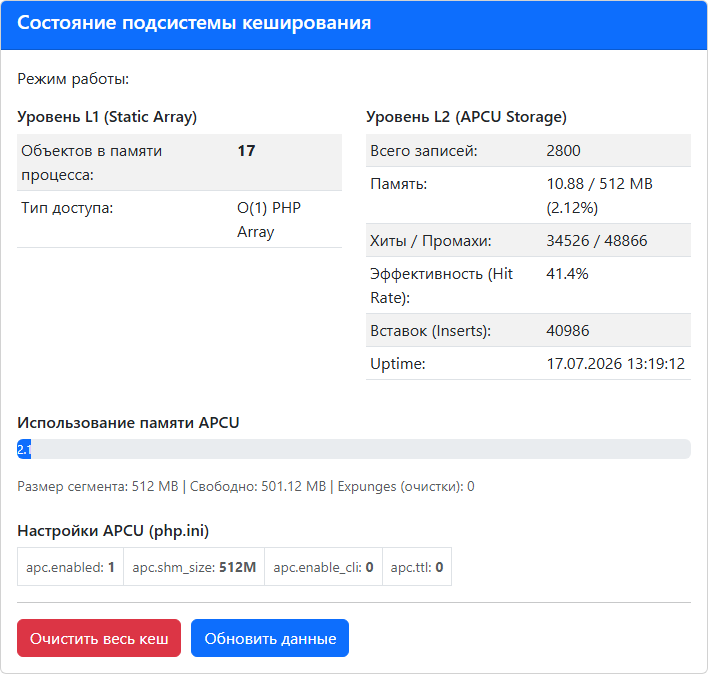 Состояние подсистемы кеширования
Режим работы:
Уровень L1 (Static Array)
Объектов в памяти
процесса:
17
Тип доступа:
O(1) PHP
Array
Уровень L2 (APCU Storage)
Всего записей:
2800
Память:
10.88 / 512 MB
(2.12%)
Хиты / Промахи:
34526 / 48866
Эффективность (Hit
Rate):
41.4%
Вставок (Inserts):
40986
Uptime:
17.07.2026 13:19:12
Использование памяти APCU
2.1
Размер сегмента: 512 MB | Свободно: 501.12 MB | Expunges (очистки): 0
Настройки APCU (php.ini)
apc.enabled: 1
apc.shm_size: 512M
apc.enable_cli: 0
apc.ttl: 0
Очистить весь кеш
Обновить данные